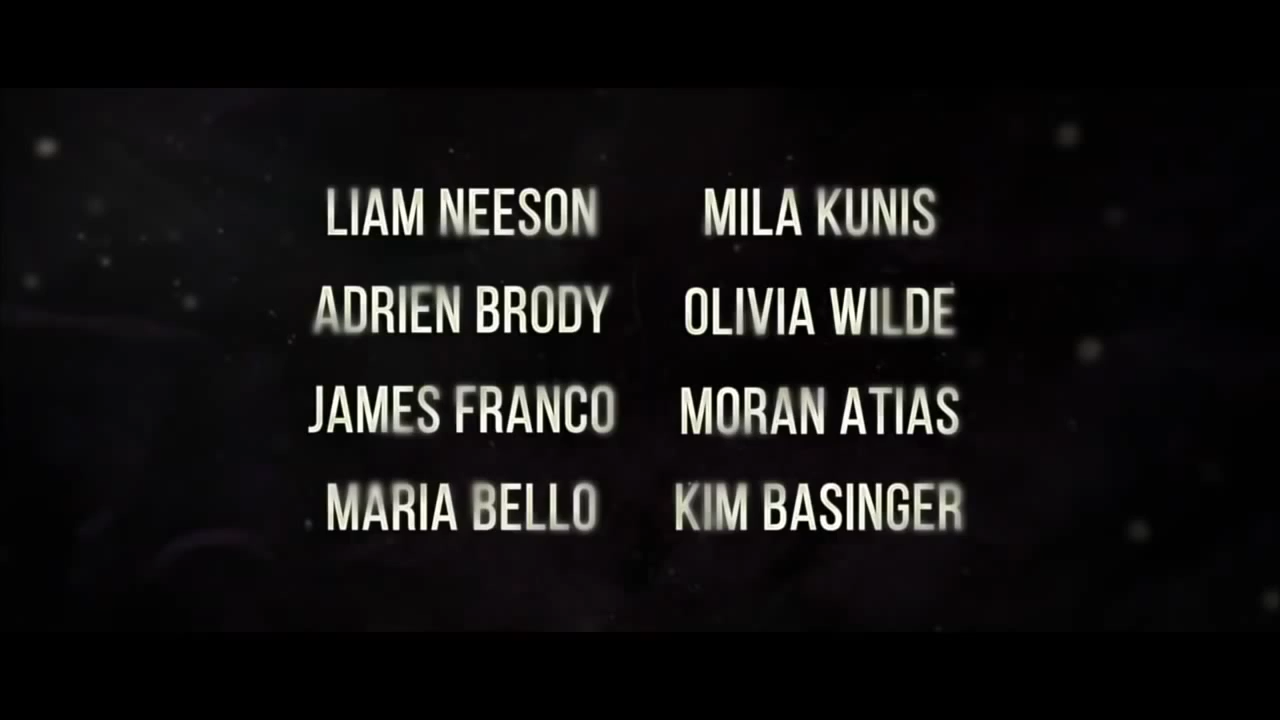 LIAM NEESON
MILA KUNIS
ADRIEN BRODY
OLIVIA WILDE
JAMES FRANCO
MORAN ATIAS
MARIA BELLO
KIM BASINGER